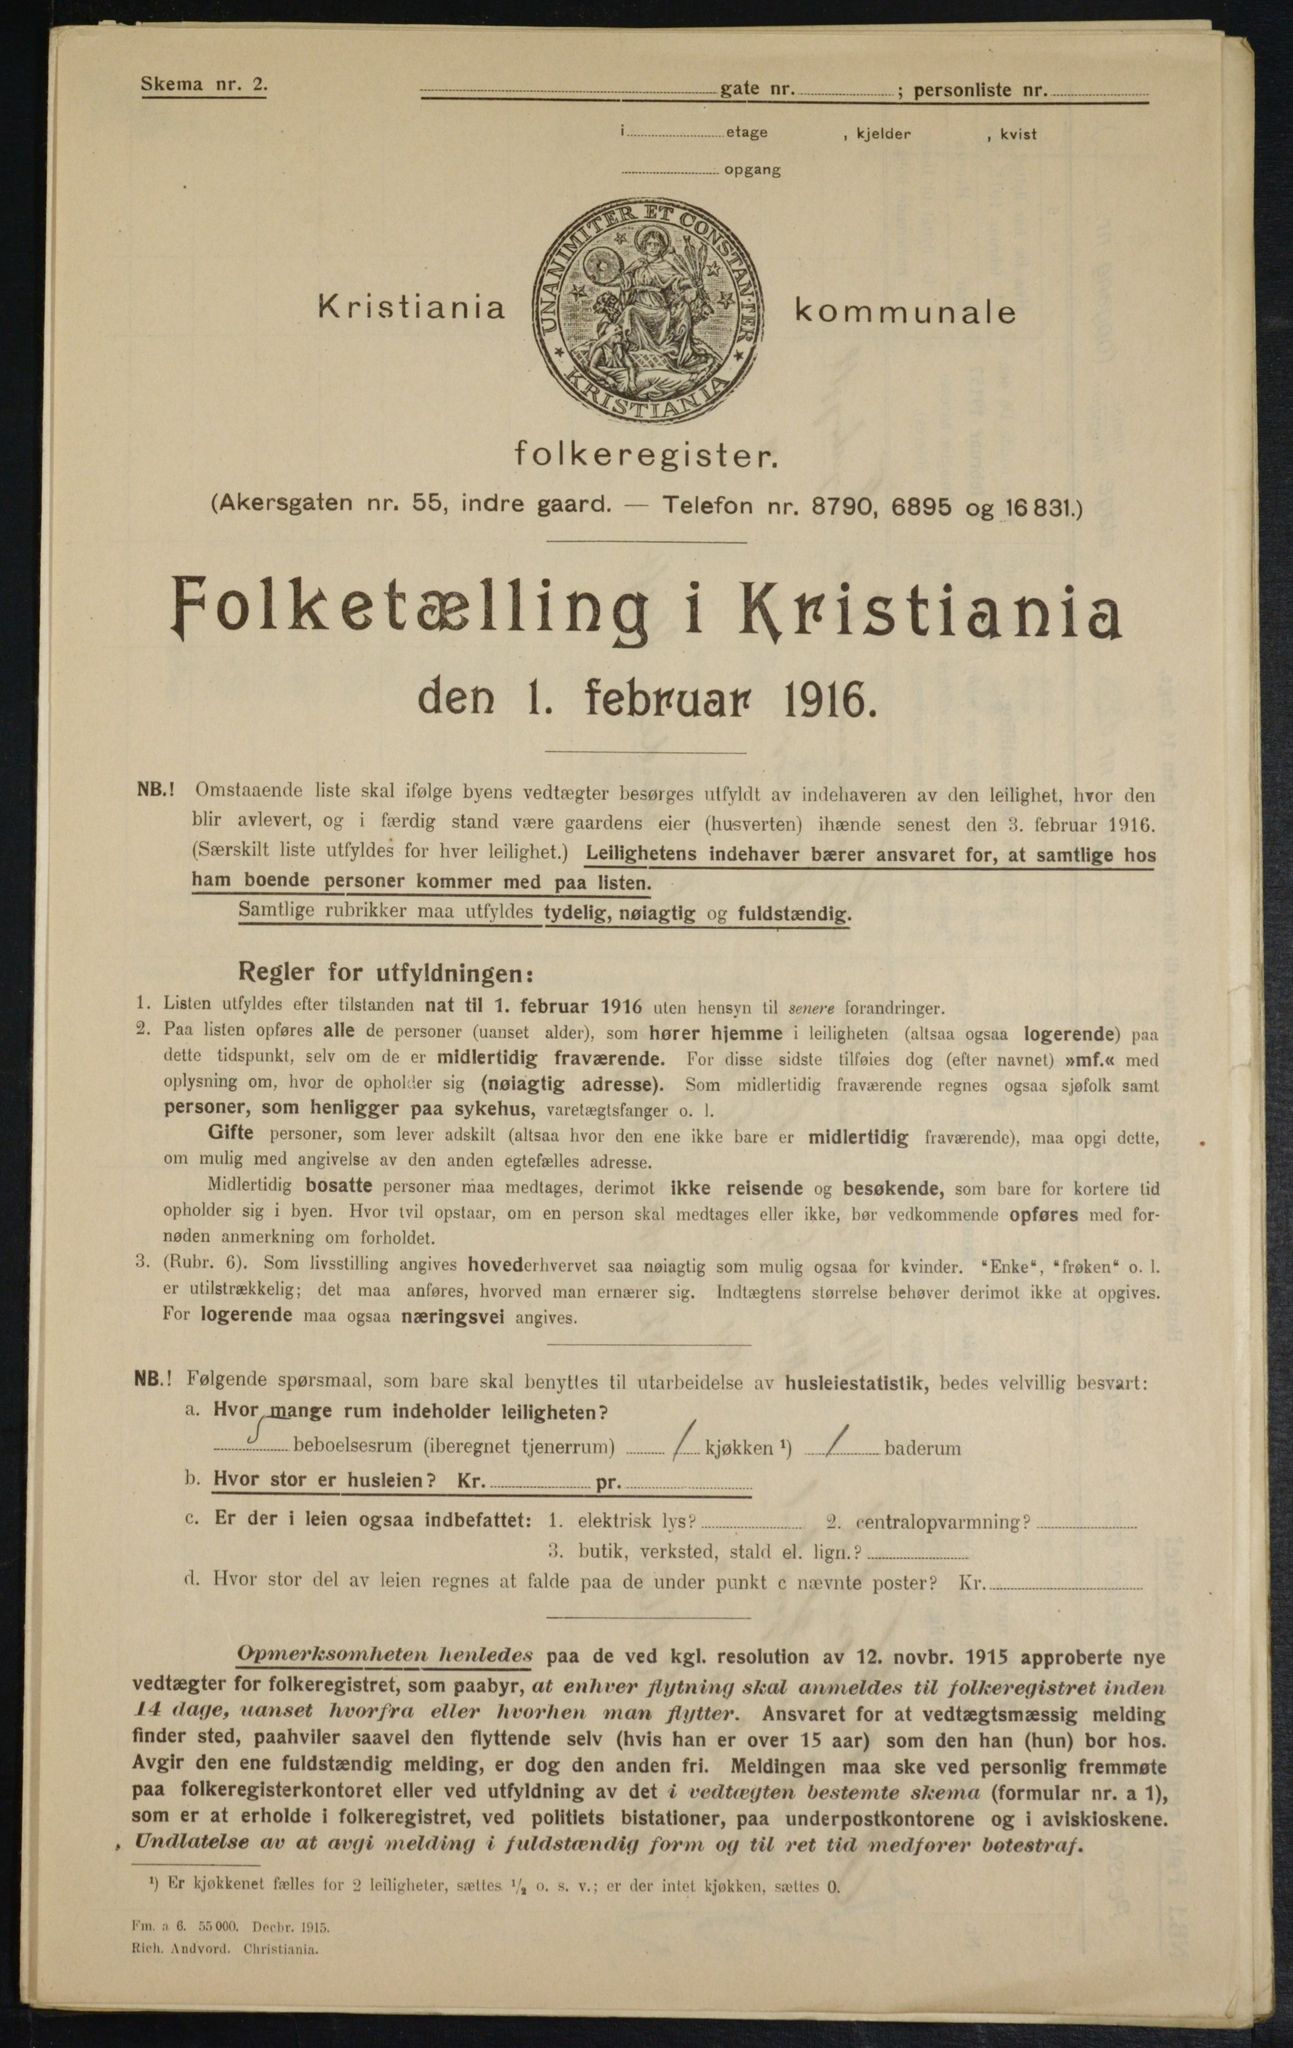 Skema nr. 2.
gate nr. ; personliste nr.
i etage , kjelder , kvist
opgang
UNANIMITER ET CONSTANTER
KRISTIANIA
Kristiania kommunale
folkeregister.
(Akersgaten nr. 55, indre gaard. — Telefon nr. 8790, 6895 og 16 831.)
Folketælling i Kristiania
den 1. februar 1916.
NB.! Omstaaende liste skal ifølge byens vedtægter besørges utfyldt av indehaveren av den leilighet, hvor den
blir avlevert, og i færdig stand være gaardens eier (husverten) ihænde senest den 3. februar 1916.
(Særskilt liste utfyldes for hver leilighet.) Leilighetens indehaver bærer ansvaret for, at samtlige hos
ham boende personer kommer med paa listen.
Samtlige rubrikker maa utfyldes tydelig, nøiagtig og fuldstændig.
Regler for utfyldningen:
1. Listen utfyldes efter tilstanden nat til 1. februar 1916 uten hensyn til senere forandringer.
2. Paa listen opføres alle de personer (uanset alder), som hører hjemme i leiligheten (altsaa ogsaa logerende) paa
dette tidspunkt, selv om de er midlertidig fraværende. For disse sidste tilføies dog (efter navnet) »mf.« med
oplysning om, hvor de opholder sig (nøiagtig adresse). Som midlertidig fraværende regnes ogsaa sjøfolk samt
personer, som henligger paa sykehus, varetægtsfanger o. l.
Gifte personer, som lever adskilt (altsaa hvor den ene ikke bare er midlertidig fraværende), maa opgi dette,
om mulig med angivelse av den anden egtefælles adresse.
Midlertidig bosatte personer maa medtages, derimot ikke reisende og besøkende, som bare for kortere tid
opholder sig i byen. Hvor tvil opstaar, om en person skal medtages eller ikke, bør vedkommende opføres med for-
nøden anmerkning om forholdet.
3. (Rubr. 6). Som livsstilling angives hovederhvervet saa nøiagtig som mulig ogsaa for kvinder. "Enke", "frøken" o. l.
er utilstrækkelig; det maa anføres, hvorved man ernærer sig. Indtægtens størrelse behøver derimot ikke at opgives.
For logerende maa ogsaa næringsvei angives.
NB.! Følgende spørsmaal, som bare skal benyttes til utarbeidelse av husleiestatistik, bedes velvillig besvart:
a. Hvor mange rum indeholder leiligheten?
5 beboelsesrum (iberegnet tjenerrum) / kjøkken ¹) / baderum
b. Hvor stor er husleien? Kr. pr.
c. Er der i leien ogsaa indbefattet: 1. elektrisk lys? 2. centralopvarmning?
3. butik, verksted, stald el. lign.?
d. Hvor stor del av leien regnes at falde paa de under punkt c nævnte poster? Kr.
Opmerksomheten henledes paa de ved kgl. resolution av 12. novbr. 1915 approberte nye
vedtægter for folkeregistret, som paabyr, at enhver flytning skal anmeldes til folkeregistret inden
14 dage, uanset hvorfra eller hvorhen man flytter. Ansvaret for at vedtægtsmæssig melding
finder sted, paahviler saavel den flyttende selv (hvis han er over 15 aar) som den han (hun) bor hos.
Avgir den ene fuldstændig melding, er dog den anden fri. Meldingen maa ske ved personlig fremmøte
paa folkeregisterkontoret eller ved utfyldning av det i vedtægten bestemte skema (formular nr. a 1),
som er at erholde i folkeregistret, ved politiets bistationer, paa underpostkontorene og i aviskioskene.
Undlatelse av at avgi melding i fuldstændig form og til ret tid medfører bøtestraf.
¹) Er kjøkkenet fælles for 2 leiligheter, sættes ½ o. s. v.; er der intet kjøkken, sættes 0.
Fm. a 6. 55 000. Decbr. 1915.
Rich. Andvord. Christiania.